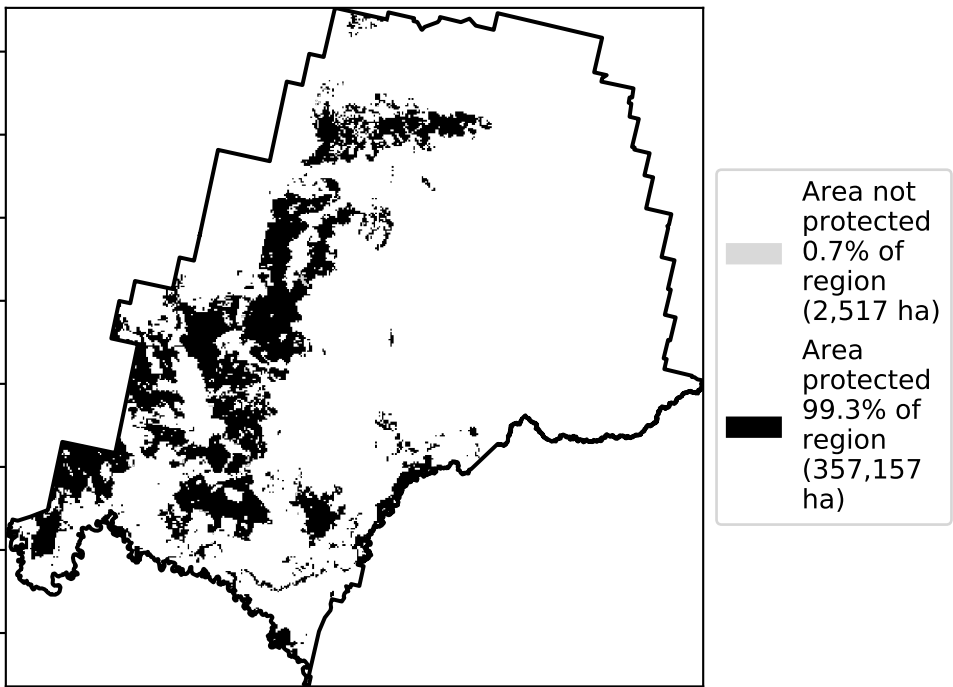 Area not
protected
0.7% of
region
(2,517 ha)
Area
protected
99.3% of
region
(357,157
ha)